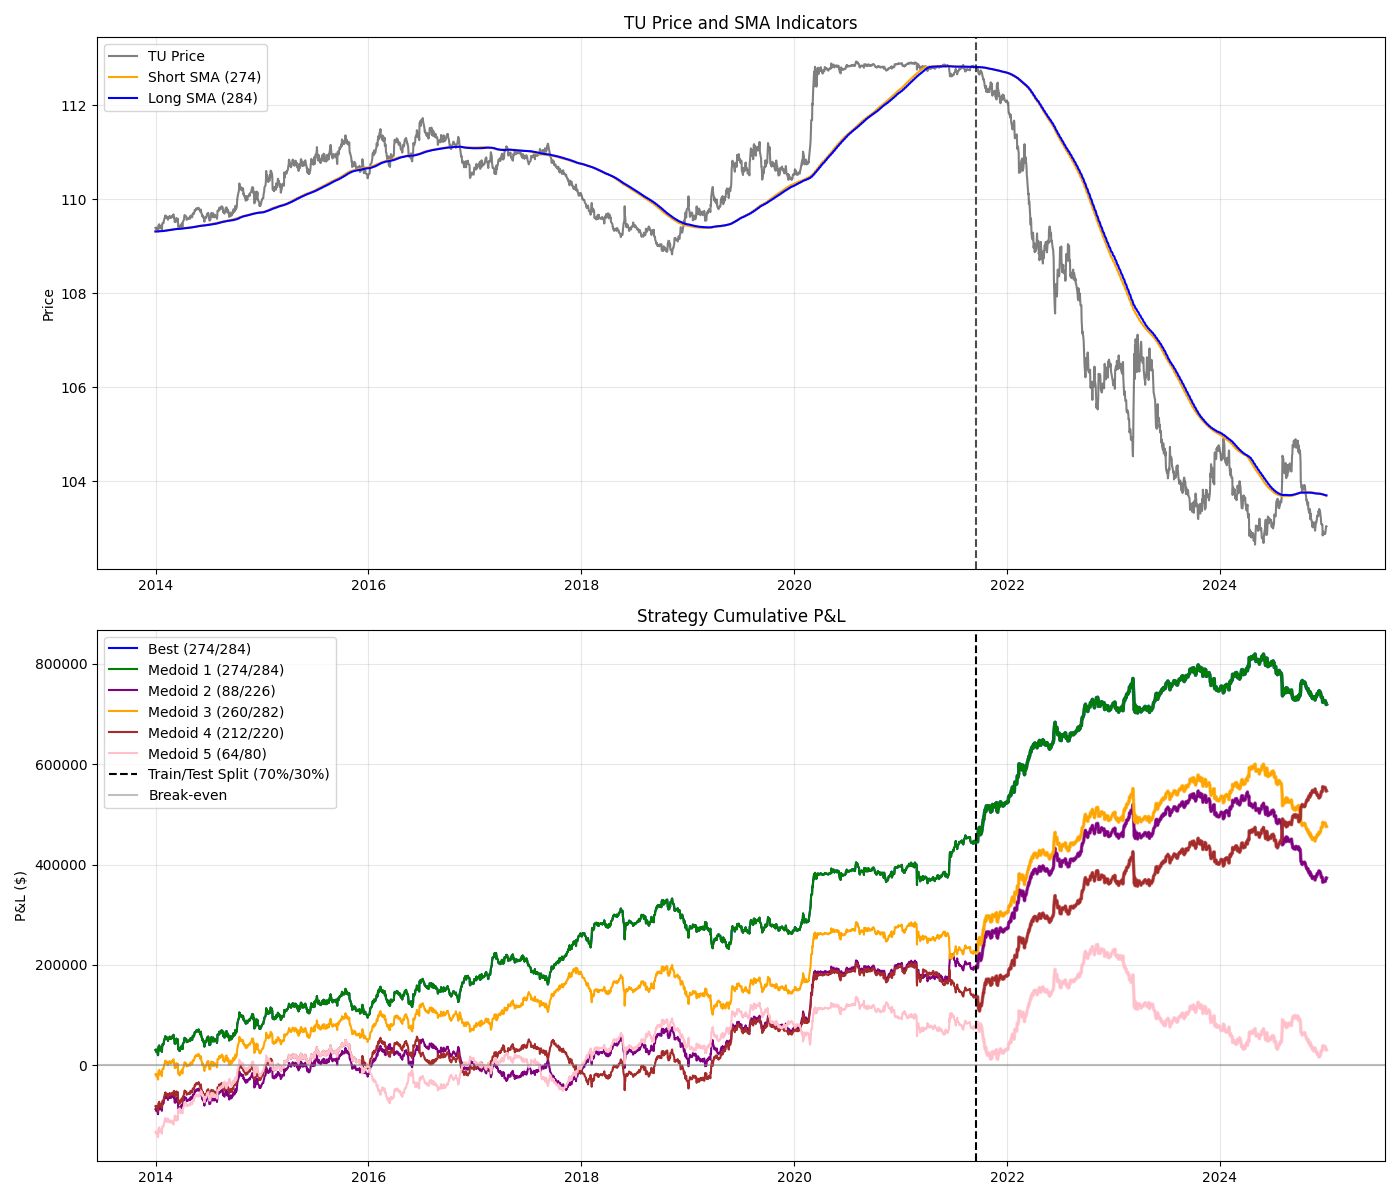 TU Price and SMA Indicators
TU Price
Short SMA (274)
Long SMA (284)
Price
112
110
108
106
104
2014
2016
2018
2020
2022
2024
Strategy Cumulative P&L
Best (274/284)
Medoid 1 (274/284)
Medoid 2 (88/226)
Medoid 3 (260/282)
Medoid 4 (212/220)
Medoid 5 (64/80)
Train/Test Split (70%/30%)
Break-even
P&L ($)
800000
600000
400000
200000
0
2014
2016
2018
2020
2022
2024